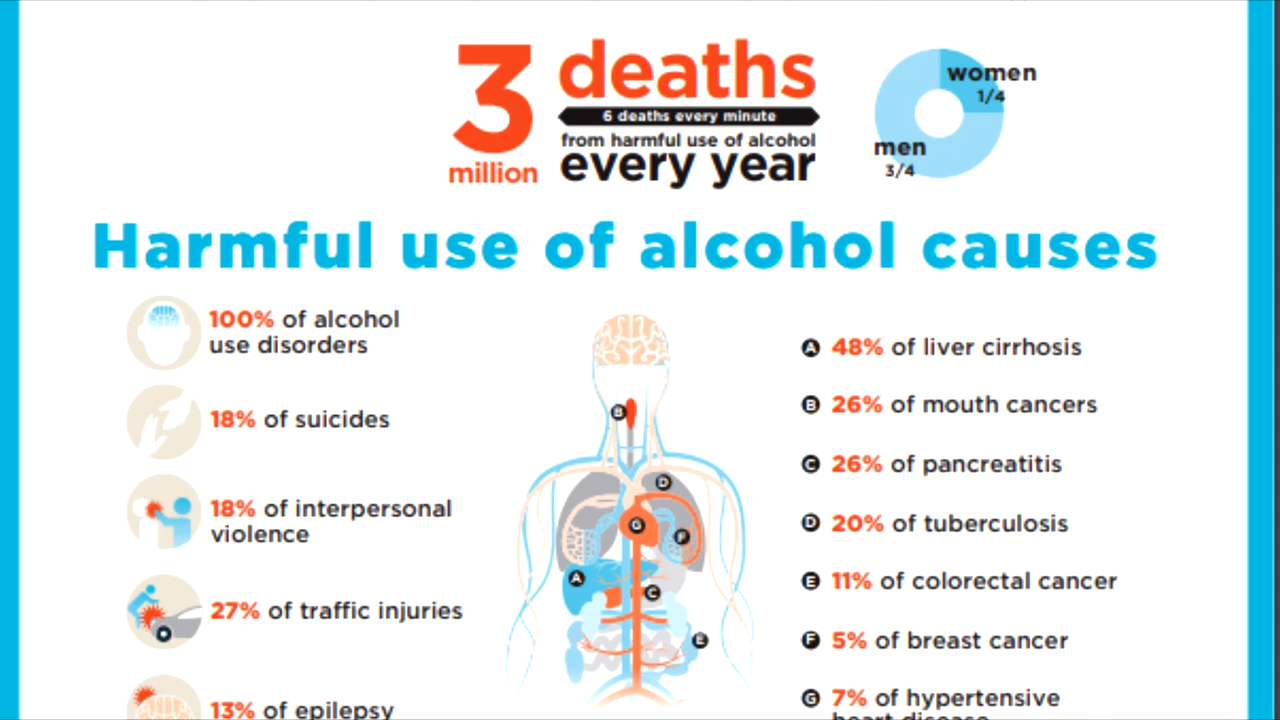 3
million
deaths
6 deaths every minute
from harmful use of alcohol
every year
women
1/4
men
3/4
Harmful use of alcohol causes
100% of alcohol
use disorders
18% of suicides
18% of interpersonal
violence
27% of traffic injuries
13% of epilepsy
B
D
G
F
A
C
E
A 48% of liver cirrhosis
B 26% of mouth cancers
C 26% of pancreatitis
D 20% of tuberculosis
E 11% of colorectal cancer
F 5% of breast cancer
G 7% of hypertensive
heart disease